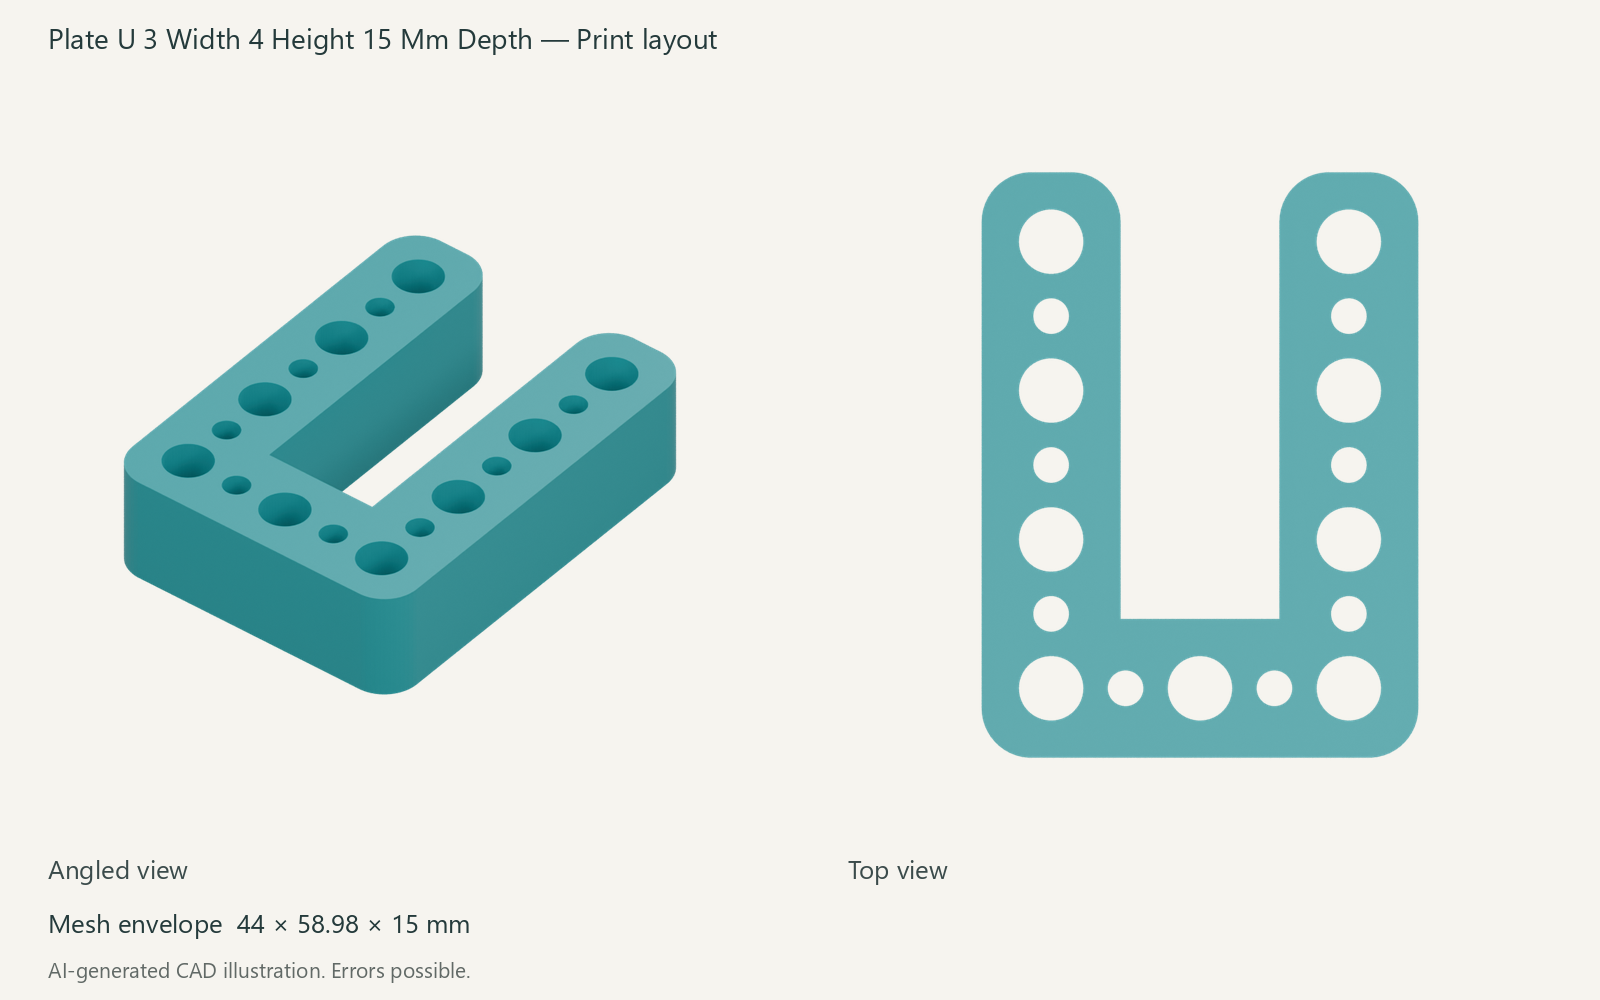 Plate U 3 Width 4 Height 15 Mm Depth — Print layout
Angled view
Top view
Mesh envelope 44 × 58.98 × 15 mm
AI-generated CAD illustration. Errors possible.